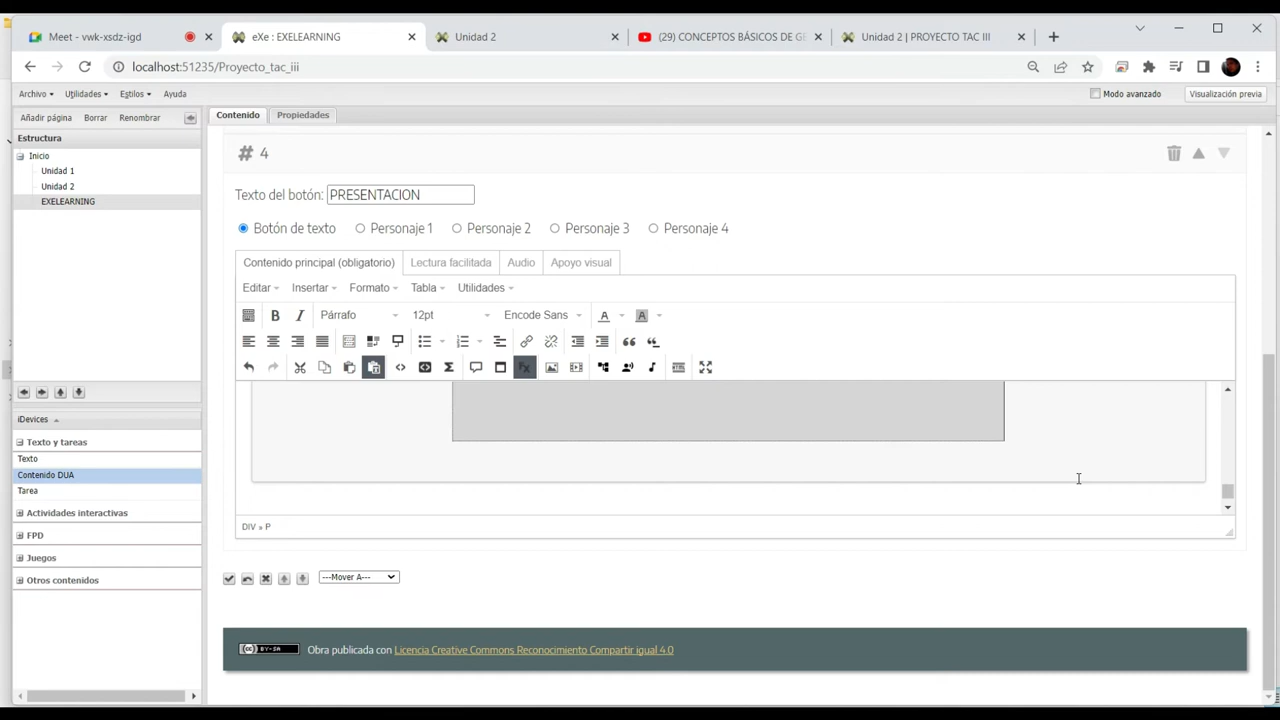 Meet - vwk-xsdz-igd
eXe : EXELEARNING
Unidad 2
(29) CONCEPTOS BÁSICOS DE GE
Unidad 2 | PROYECTO TAC III
localhost:51235/Proyecto_tac_iii
Archivo Utilidades Estilos Ayuda
Modo avanzado
Visualización previa
Añadir página Borrar Renombrar
Contenido Propiedades
Estructura
Inicio
Unidad 1
Unidad 2
EXELEARNING
# 4
Texto del botón: PRESENTACION
Botón de texto Personaje 1 Personaje 2 Personaje 3 Personaje 4
Contenido principal (obligatorio) Lectura facilitada Audio Apoyo visual
Editar Insertar Formato Tabla Utilidades
B I Párrafo 12pt Encode Sans A A
iDevices
Texto y tareas
Texto
Contenido DUA
Tarea
Actividades interactivas
FPD
Juegos
Otros contenidos
DIV » P
---Mover A---
BY-SA
Obra publicada con Licencia Creative Commons Reconocimiento Compartir igual 4.0